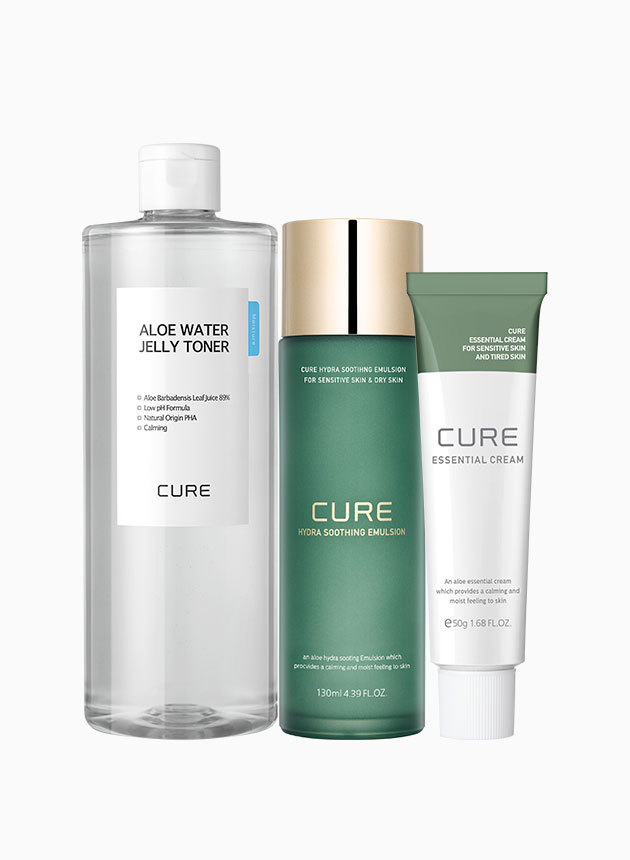 ALOE WATER
JELLY TONER
Moisture
Aloe Barbadensis Leaf Juice 89%
Low pH Formula
Natural Origin PHA
Calming
CURE
CURE HYDRA SOOTIHNG EMULSION
FOR SENSITIVE SKIN & DRY SKIN
CURE
HYDRA SOOTHING EMULSION
an aloe hydra sooting Emulsion which
procvides a calming and moist feeling to skin
130ml 4.39 FL.OZ.
CURE
ESSENTIAL CREAM
FOR SENSITIVE SKIN
AND TIRED SKIN
CURE
ESSENTIAL CREAM
An aloe essential cream
which provides a calming and
moist feeling to skin
℮50g 1.68 FL.OZ.